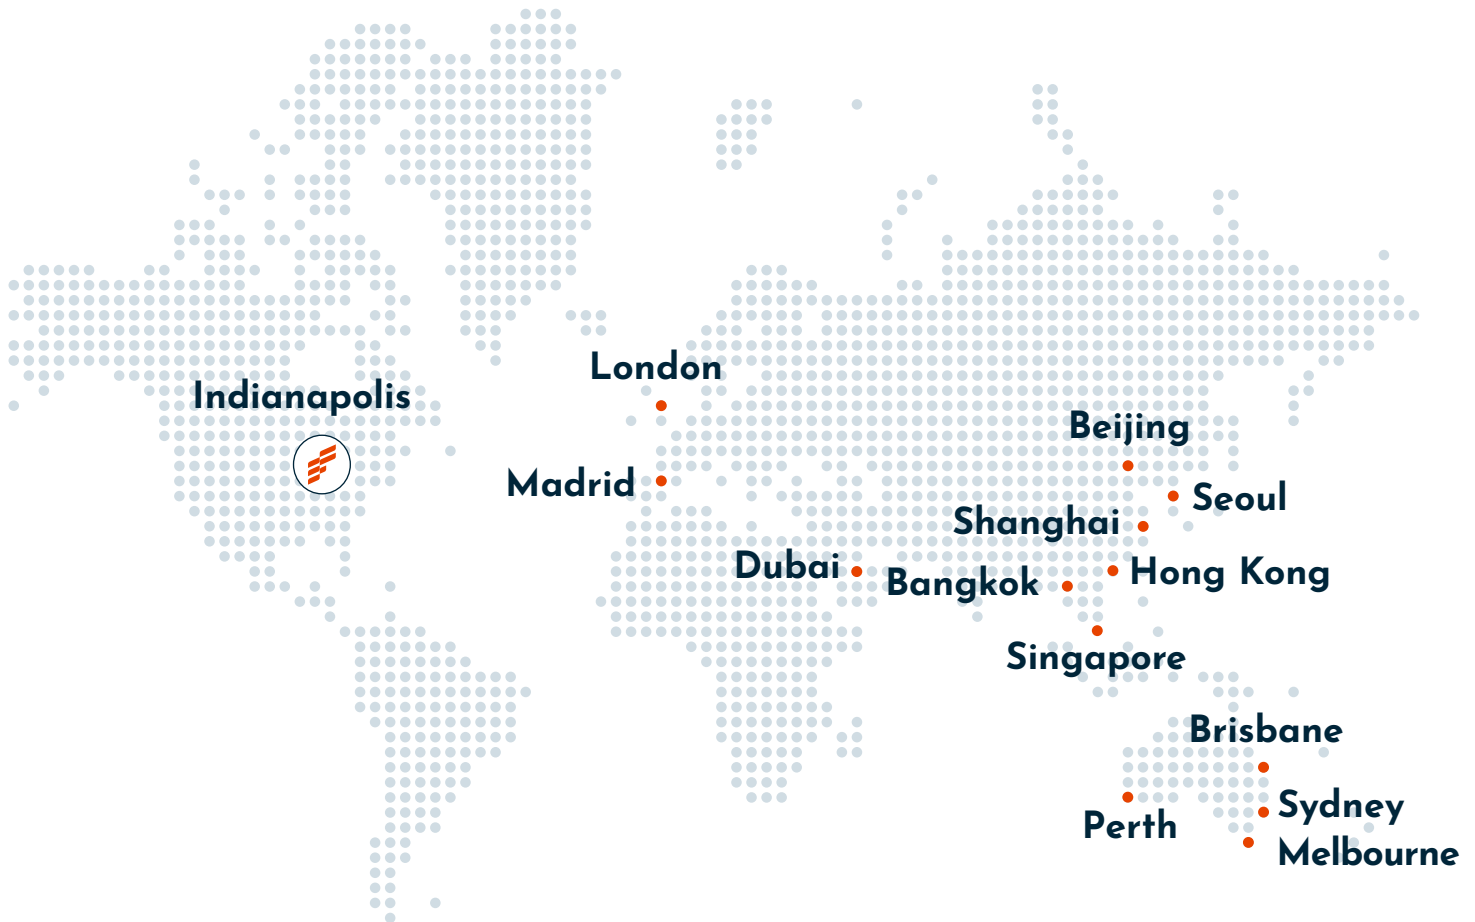 London
Indianapolis
Beijing
Madrid
Seoul
Shanghai
Dubai
Bangkok
Hong Kong
Singapore
Brisbane
Sydney
Perth
Melbourne